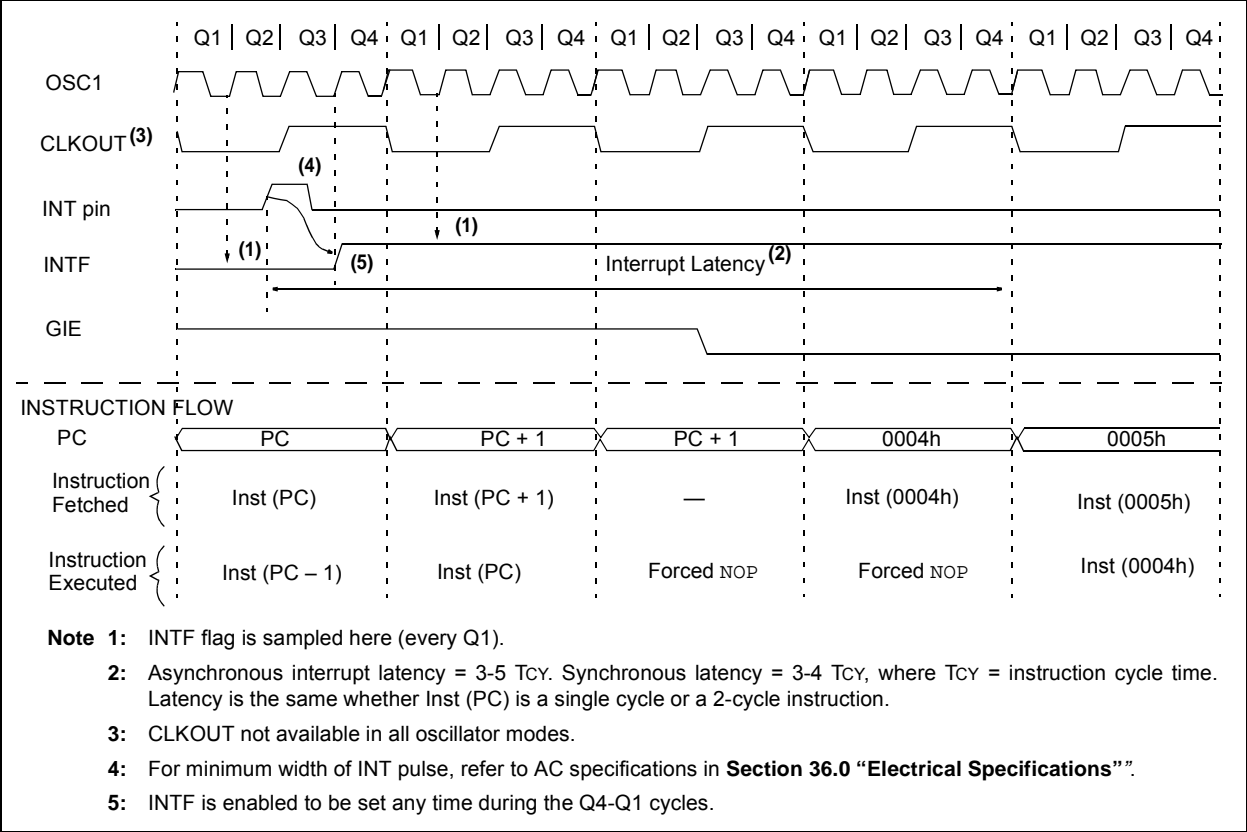 Q1 Q2 Q3 Q4 Q1 Q2 Q3 Q4 Q1 Q2 Q3 Q4 Q1 Q2 Q3 Q4 Q1 Q2 Q3 Q4
OSC1
CLKOUT (3)
(4)
INT pin
(1)
(1)
INTF
(5)
Interrupt Latency (2)
GIE
INSTRUCTION FLOW
PC PC PC + 1 PC + 1 0004h 0005h
Instruction
Fetched
Inst (PC) Inst (PC + 1) — Inst (0004h) Inst (0005h)
Instruction
Executed
Inst (PC – 1) Inst (PC) Forced NOP Forced NOP Inst (0004h)
Note 1: INTF flag is sampled here (every Q1).
2: Asynchronous interrupt latency = 3-5 TCY. Synchronous latency = 3-4 TCY, where TCY = instruction cycle time.
Latency is the same whether Inst (PC) is a single cycle or a 2-cycle instruction.
3: CLKOUT not available in all oscillator modes.
4: For minimum width of INT pulse, refer to AC specifications in Section 36.0 “Electrical Specifications””.
5: INTF is enabled to be set any time during the Q4-Q1 cycles.